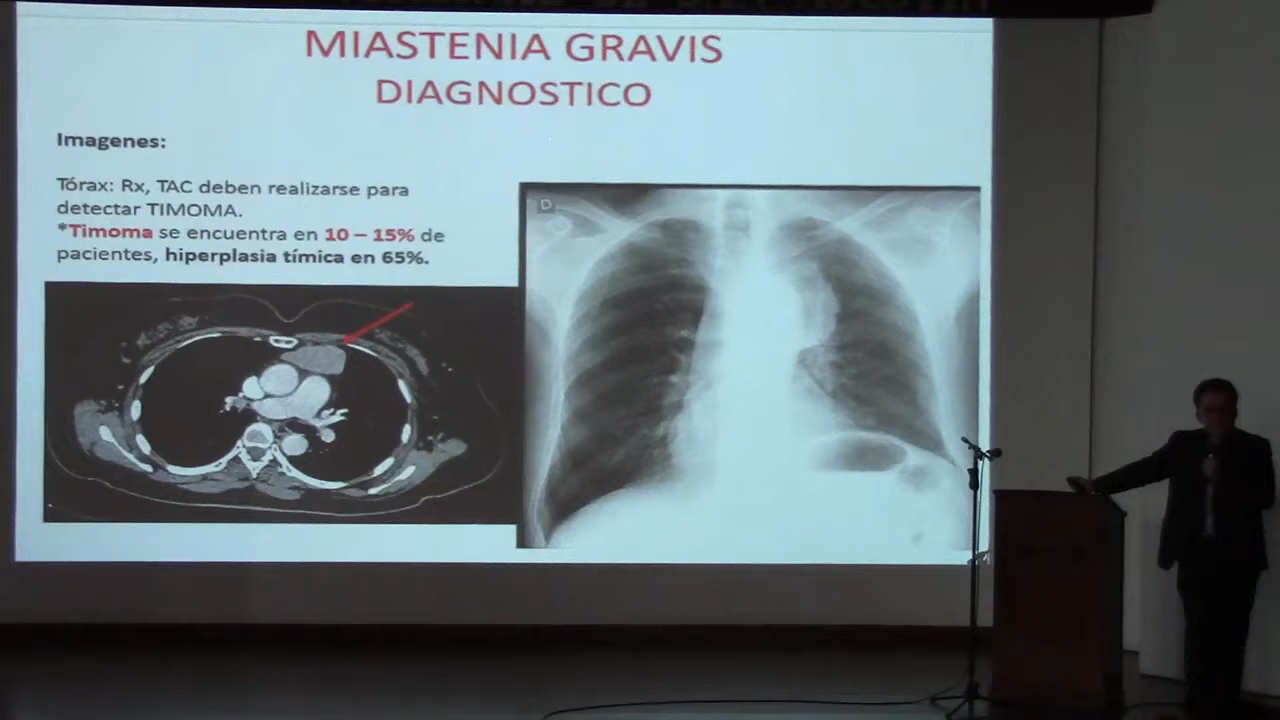 MIASTENIA GRAVIS
DIAGNOSTICO
Imagenes:
Tórax: Rx, TAC deben realizarse para
detectar TIMOMA.
*Timoma se encuentra en 10 – 15% de
pacientes, hiperplasia tímica en 65%.
D